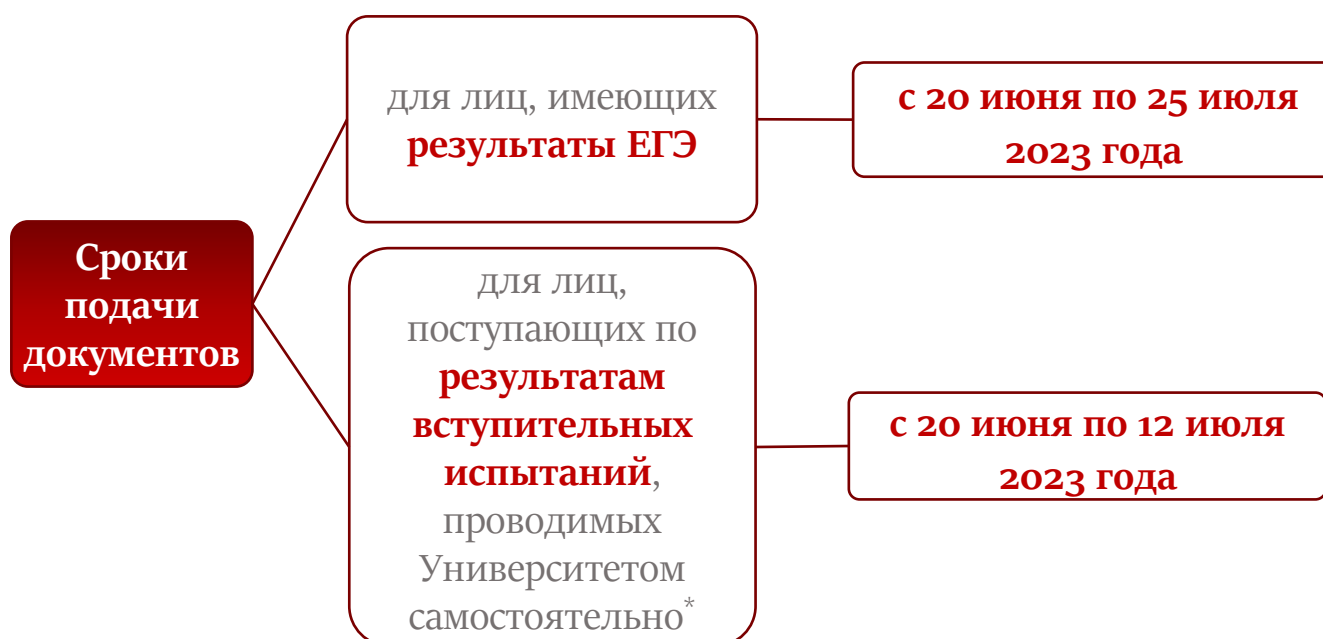 Сроки
подачи
документов
для лиц, имеющих
результаты ЕГЭ
с 20 июня по 25 июля
2023 года
для лиц,
поступающих по
результатам
вступительных
испытаний,
проводимых
Университетом
самостоятельно*
с 20 июня по 12 июля
2023 года